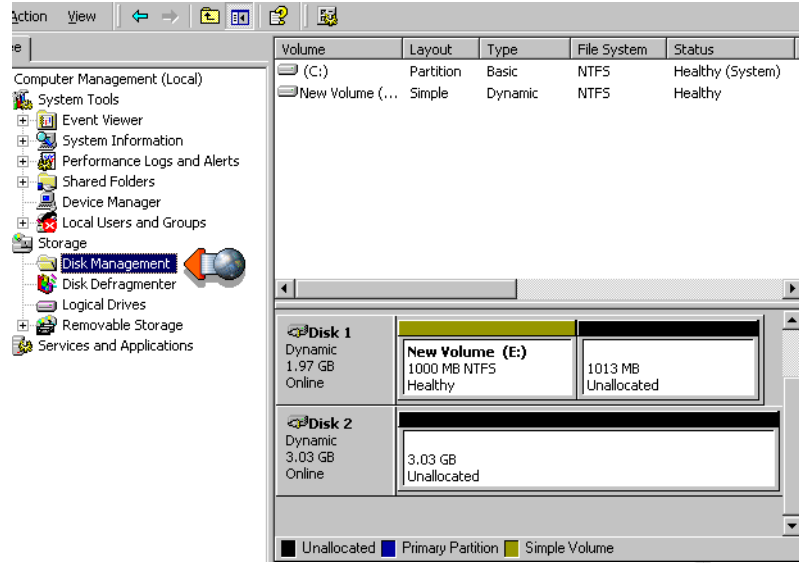 Action View
Volume Layout Type File System Status
(C:) Partition Basic NTFS Healthy (System)
New Volume (... Simple Dynamic NTFS Healthy
Computer Management (Local)
System Tools
Event Viewer
System Information
Performance Logs and Alerts
Shared Folders
Device Manager
Local Users and Groups
Storage
Disk Management
Disk Defragmenter
Logical Drives
Removable Storage
Services and Applications
Disk 1
Dynamic
1.97 GB
Online
New Volume (E:)
1000 MB NTFS
Healthy
1013 MB
Unallocated
Disk 2
Dynamic
3.03 GB
Online
3.03 GB
Unallocated
Unallocated Primary Partition Simple Volume